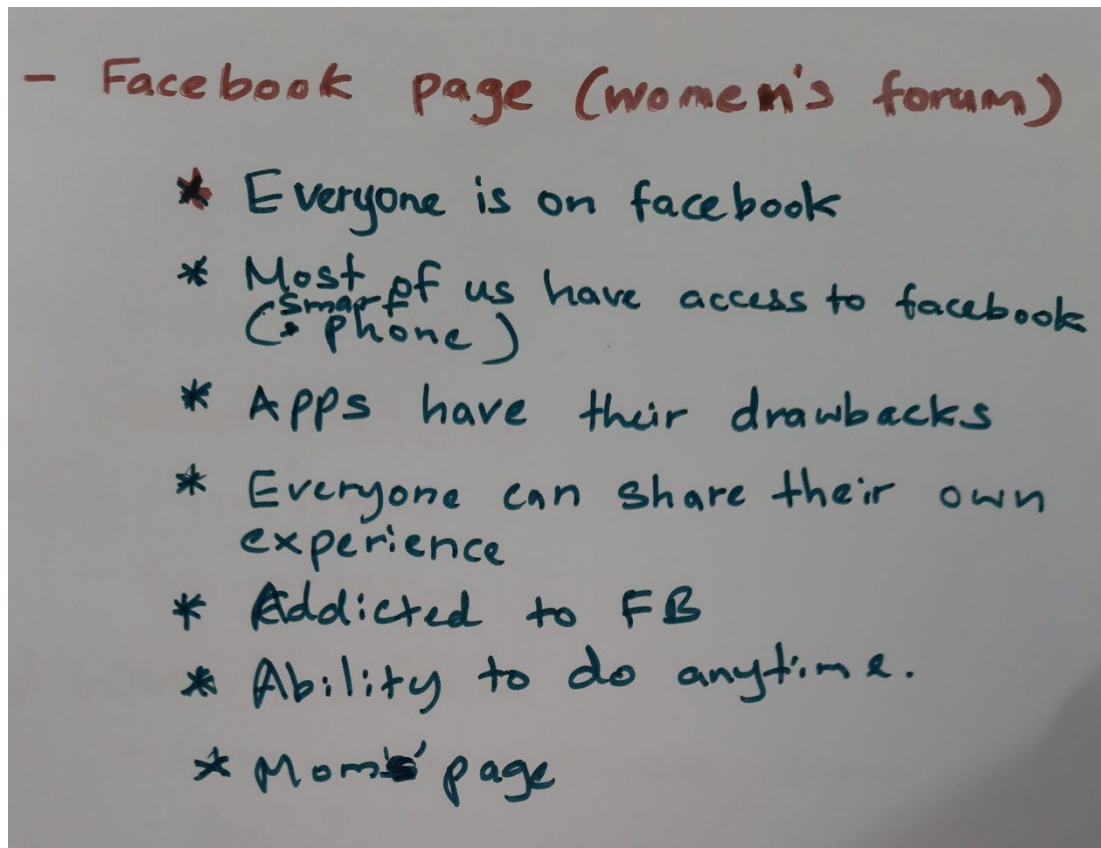 - Facebook page (women's forum)
* Everyone is on facebook
* Most of us have access to facebook
(smart phone)
* Apps have their drawbacks
* Everyone can share their own
experience
* Addicted to FB
* Ability to do anytime.
* Moms' page